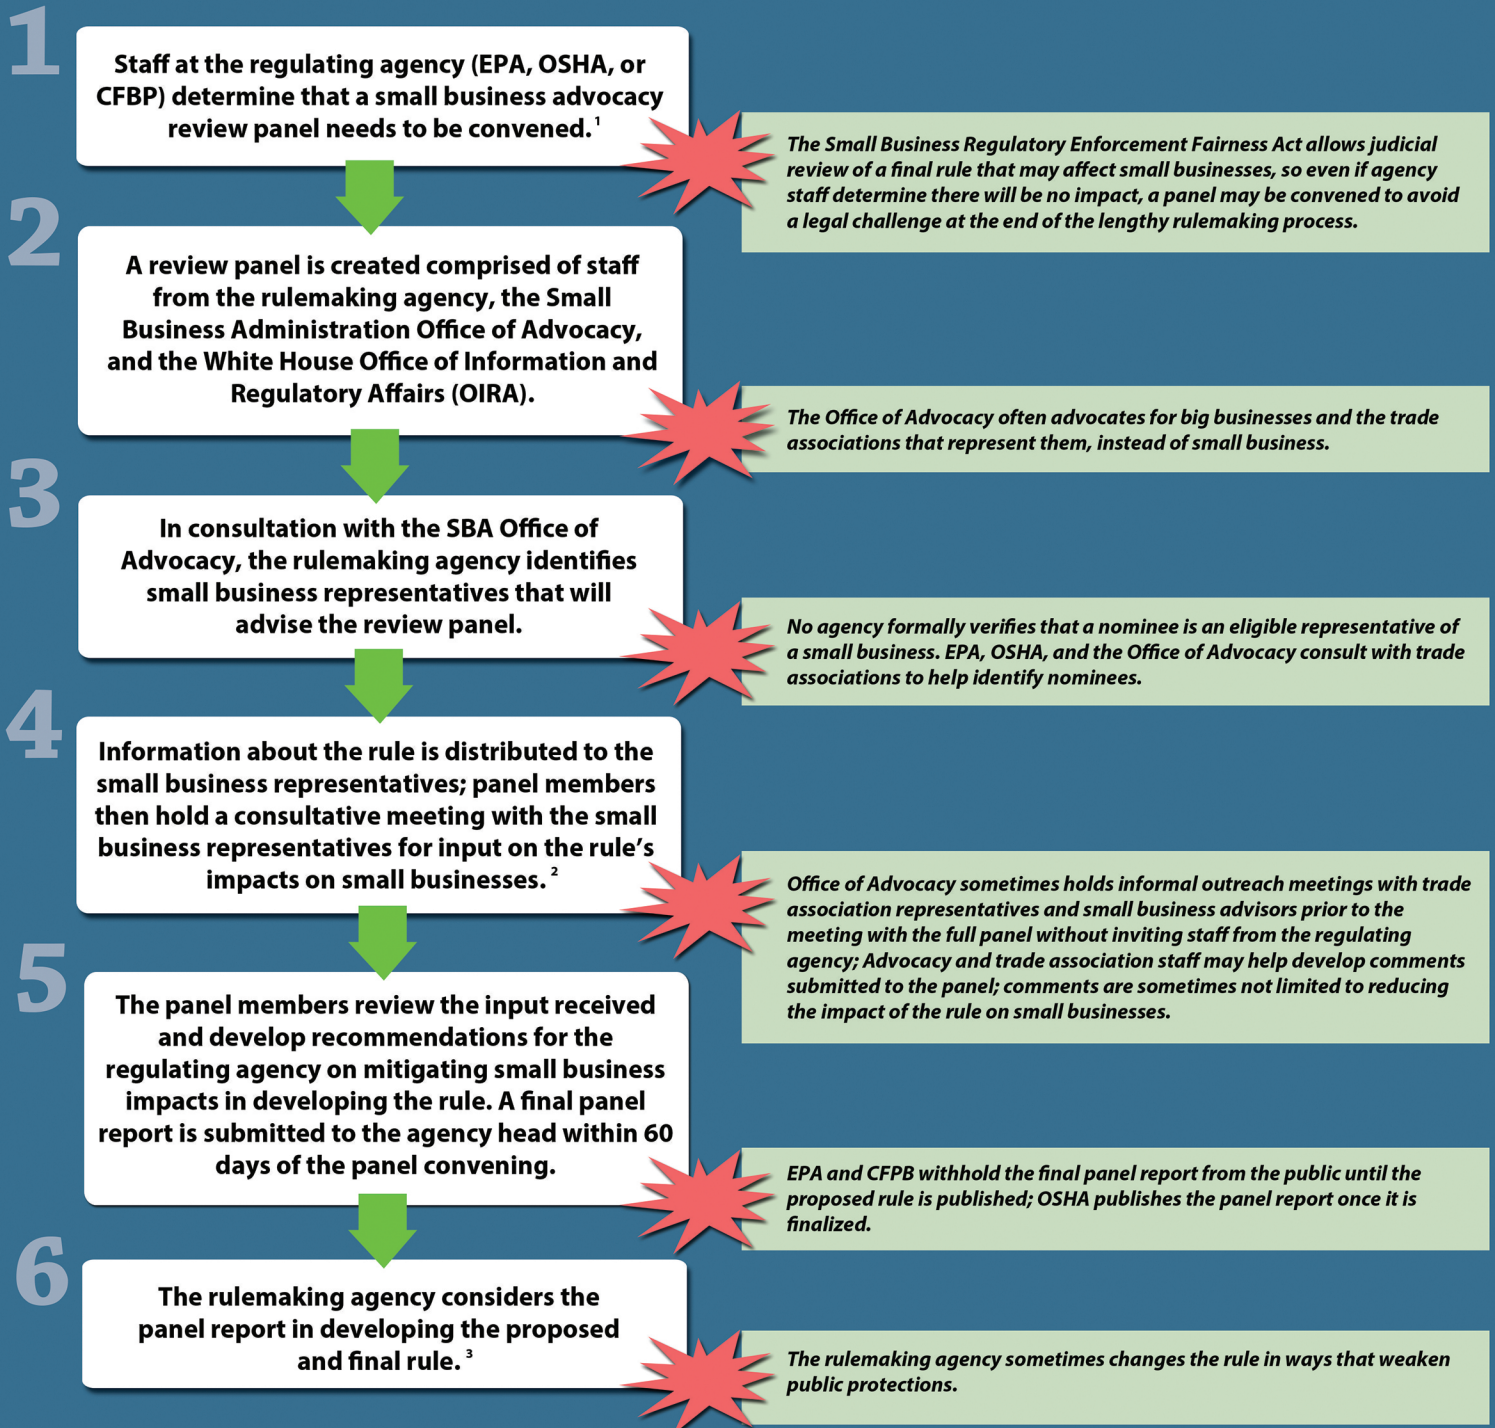 1
Staff at the regulating agency (EPA, OSHA, or
CFBP) determine that a small business advocacy
review panel needs to be convened. 1
The Small Business Regulatory Enforcement Fairness Act allows judicial
review of a final rule that may affect small businesses, so even if agency
staff determine there will be no impact, a panel may be convened to avoid
a legal challenge at the end of the lengthy rulemaking process.
2
A review panel is created comprised of staff
from the rulemaking agency, the Small
Business Administration Office of Advocacy,
and the White House Office of Information and
Regulatory Affairs (OIRA).
The Office of Advocacy often advocates for big businesses and the trade
associations that represent them, instead of small business.
3
In consultation with the SBA Office of
Advocacy, the rulemaking agency identifies
small business representatives that will
advise the review panel.
No agency formally verifies that a nominee is an eligible representative of
a small business. EPA, OSHA, and the Office of Advocacy consult with trade
associations to help identify nominees.
4
Information about the rule is distributed to the
small business representatives; panel members
then hold a consultative meeting with the small
business representatives for input on the rule's
impacts on small businesses. 2
Office of Advocacy sometimes holds informal outreach meetings with trade
association representatives and small business advisors prior to the
meeting with the full panel without inviting staff from the regulating
agency; Advocacy and trade association staff may help develop comments
submitted to the panel; comments are sometimes not limited to reducing
the impact of the rule on small businesses.
5
The panel members review the input received
and develop recommendations for the
regulating agency on mitigating small business
impacts in developing the rule. A final panel
report is submitted to the agency head within 60
days of the panel convening.
EPA and CFPB withhold the final panel report from the public until the
proposed rule is published; OSHA publishes the panel report once it is
finalized.
6
The rulemaking agency considers the
panel report in developing the proposed
and final rule. 3
The rulemaking agency sometimes changes the rule in ways that weaken
public protections.